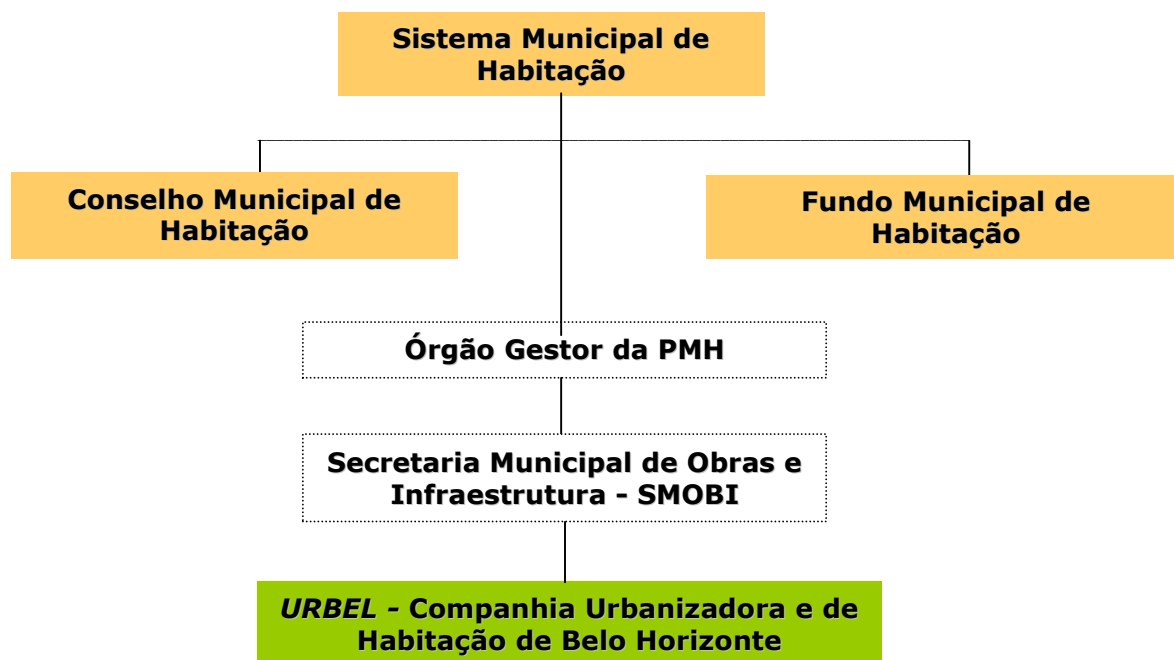 Sistema Municipal de
Habitação
Conselho Municipal de
Habitação
Fundo Municipal de
Habitação
Órgão Gestor da PMH
Secretaria Municipal de Obras e
Infraestrutura - SMOBI
URBEL - Companhia Urbanizadora e de
Habitação de Belo Horizonte